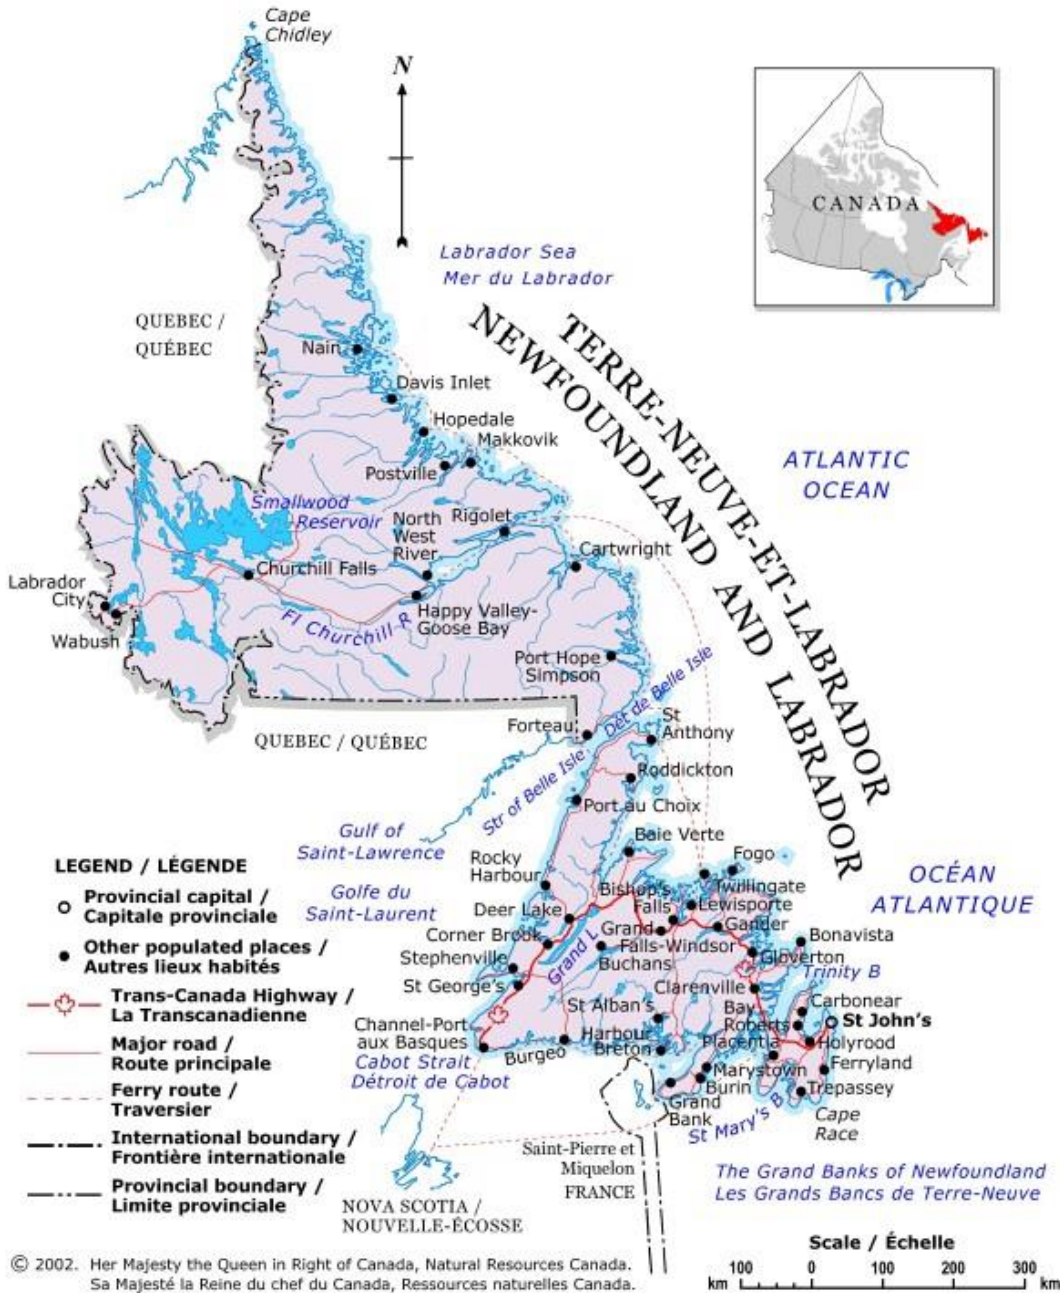 Cape
Chidley
N
CANADA
Labrador Sea
Mer du Labrador
QUEBEC /
QUÉBEC
TERRE-NEUVE-ET-LABRADOR
NEWFOUNDLAND AND LABRADOR
Nain
Davis Inlet
Hopedale
Makkovik
Postville
ATLANTIC
OCEAN
Smallwood
Reservoir
North
West
River
Rigolet
Cartwright
Churchill Falls
Labrador
City
Wabush
Fl Churchill R
Happy Valley-
Goose Bay
Port Hope
Simpson
Forteau
Str of Belle Isle
Dét de Belle Isle
St
Anthony
QUEBEC / QUÉBEC
Roddickton
Port au Choix
Gulf of
Saint-Lawrence
Golfe du
Saint-Laurent
Baie Verte
Fogo
Rocky
Harbour
Bishop's
Falls
Twillingate
Lewisporte
OCÉAN
ATLANTIQUE
Deer Lake
Grand
Falls-Windsor
Gander
Corner Brook
Grand L
Buchans
Bonavista
Stephenville
Gloverton
St George's
Clarenville
Trinity B
St Alban's
Bay
Roberts
Carbonear
St John's
Channel-Port
aux Basques
Burgeo
Harbour
Breton
Placentia
Holyrood
Cabot Strait
Détroit de Cabot
Marystown
Burin
Ferryland
Grand
Bank
St Mary's B
Trepassey
Cape
Race
Saint-Pierre et
Miquelon
FRANCE
NOVA SCOTIA /
NOUVELLE-ÉCOSSE
The Grand Banks of Newfoundland
Les Grands Bancs de Terre-Neuve
LEGEND / LÉGENDE
Provincial capital /
Capitale provinciale
Other populated places /
Autres lieux habités
Trans-Canada Highway /
La Transcanadienne
Major road /
Route principale
Ferry route /
Traversier
International boundary /
Frontière internationale
Provincial boundary /
Limite provinciale
Scale / Échelle
km 100 0 100 200 300 km
© 2002. Her Majesty the Queen in Right of Canada, Natural Resources Canada.
Sa Majesté la Reine du chef du Canada, Ressources naturelles Canada.